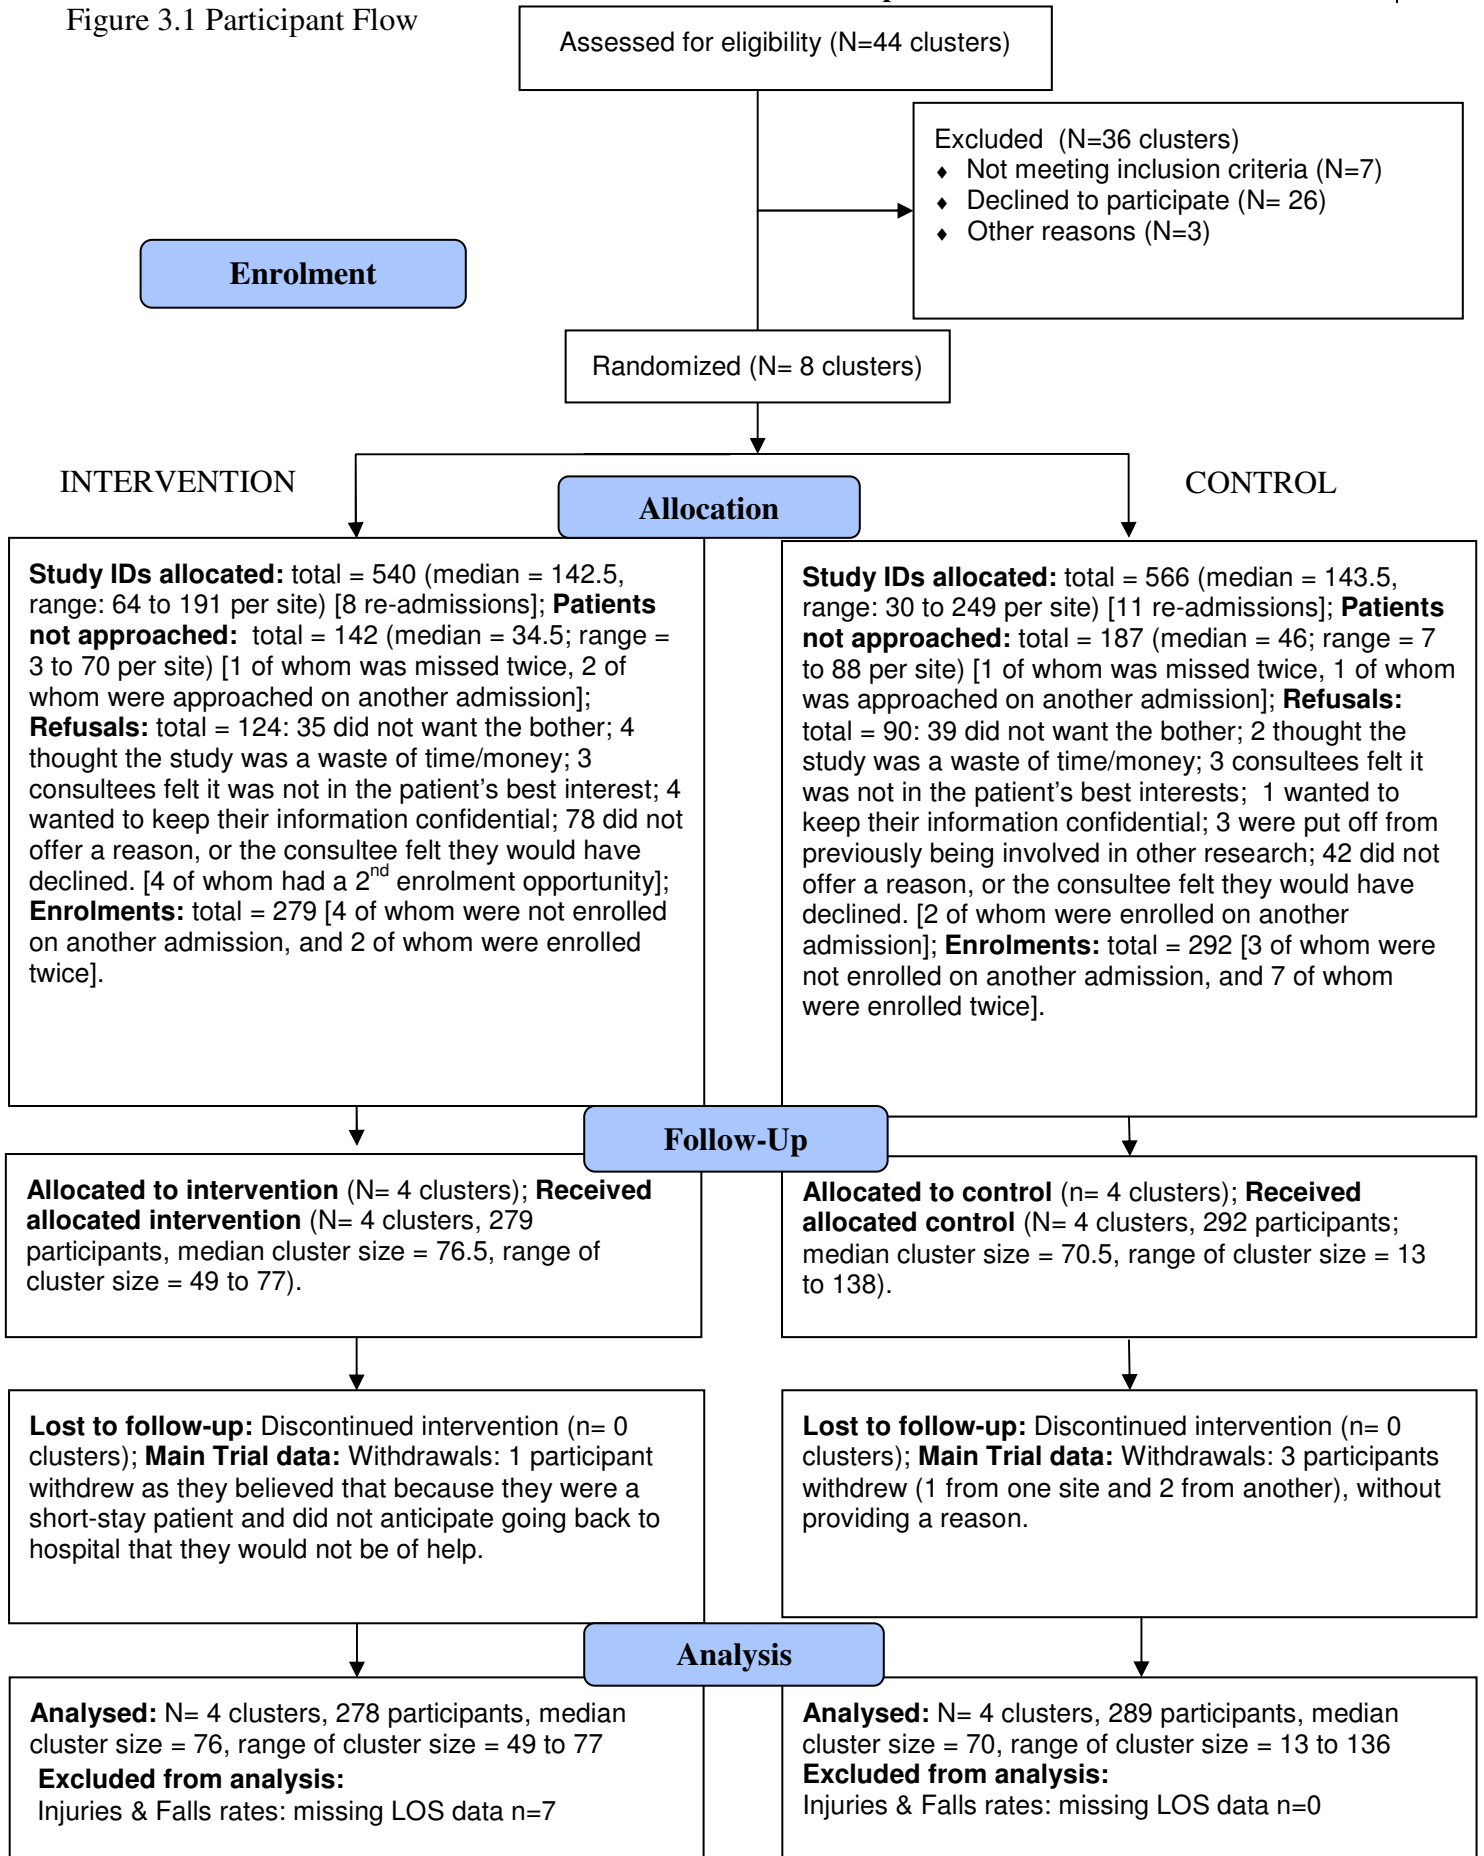 Figure 3.1 Participant Flow
Assessed for eligibility (N=44 clusters)
Excluded  (N=36 clusters)
♦ Not meeting inclusion criteria (N=7)
♦ Declined to participate (N= 26)
♦ Other reasons (N=3)
Enrolment
Randomized (N= 8 clusters)
INTERVENTION
CONTROL
Allocation
Study IDs allocated: total = 540 (median = 142.5,
range: 64 to 191 per site) [8 re-admissions]; Patients
not approached:  total = 142 (median = 34.5; range =
3 to 70 per site) [1 of whom was missed twice, 2 of
whom were approached on another admission];
Refusals: total = 124: 35 did not want the bother; 4
thought the study was a waste of time/money; 3
consultees felt it was not in the patient's best interest; 4
wanted to keep their information confidential; 78 did not
offer a reason, or the consultee felt they would have
declined. [4 of whom had a 2nd enrolment opportunity];
Enrolments: total = 279 [4 of whom were not enrolled
on another admission, and 2 of whom were enrolled
twice].
Study IDs allocated: total = 566 (median = 143.5,
range: 30 to 249 per site) [11 re-admissions]; Patients
not approached: total = 187 (median = 46; range = 7
to 88 per site) [1 of whom was missed twice, 1 of whom
was approached on another admission]; Refusals:
total = 90: 39 did not want the bother; 2 thought the
study was a waste of time/money; 3 consultees felt it
was not in the patient's best interests;  1 wanted to
keep their information confidential; 3 were put off from
previously being involved in other research; 42 did not
offer a reason, or the consultee felt they would have
declined. [2 of whom were enrolled on another
admission]; Enrolments: total = 292 [3 of whom were
not enrolled on another admission, and 7 of whom
were enrolled twice].
Follow-Up
Allocated to intervention (N= 4 clusters); Received
allocated intervention (N= 4 clusters, 279
participants, median cluster size = 76.5, range of
cluster size = 49 to 77).
Allocated to control (n= 4 clusters); Received
allocated control (N= 4 clusters, 292 participants;
median cluster size = 70.5, range of cluster size = 13
to 138).
Lost to follow-up: Discontinued intervention (n= 0
clusters); Main Trial data: Withdrawals: 1 participant
withdrew as they believed that because they were a
short-stay patient and did not anticipate going back to
hospital that they would not be of help.
Lost to follow-up: Discontinued intervention (n= 0
clusters); Main Trial data: Withdrawals: 3 participants
withdrew (1 from one site and 2 from another), without
providing a reason.
Analysis
Analysed: N= 4 clusters, 278 participants, median
cluster size = 76, range of cluster size = 49 to 77
Excluded from analysis:
Injuries & Falls rates: missing LOS data n=7
Analysed: N= 4 clusters, 289 participants, median
cluster size = 70, range of cluster size = 13 to 136
Excluded from analysis:
Injuries & Falls rates: missing LOS data n=0